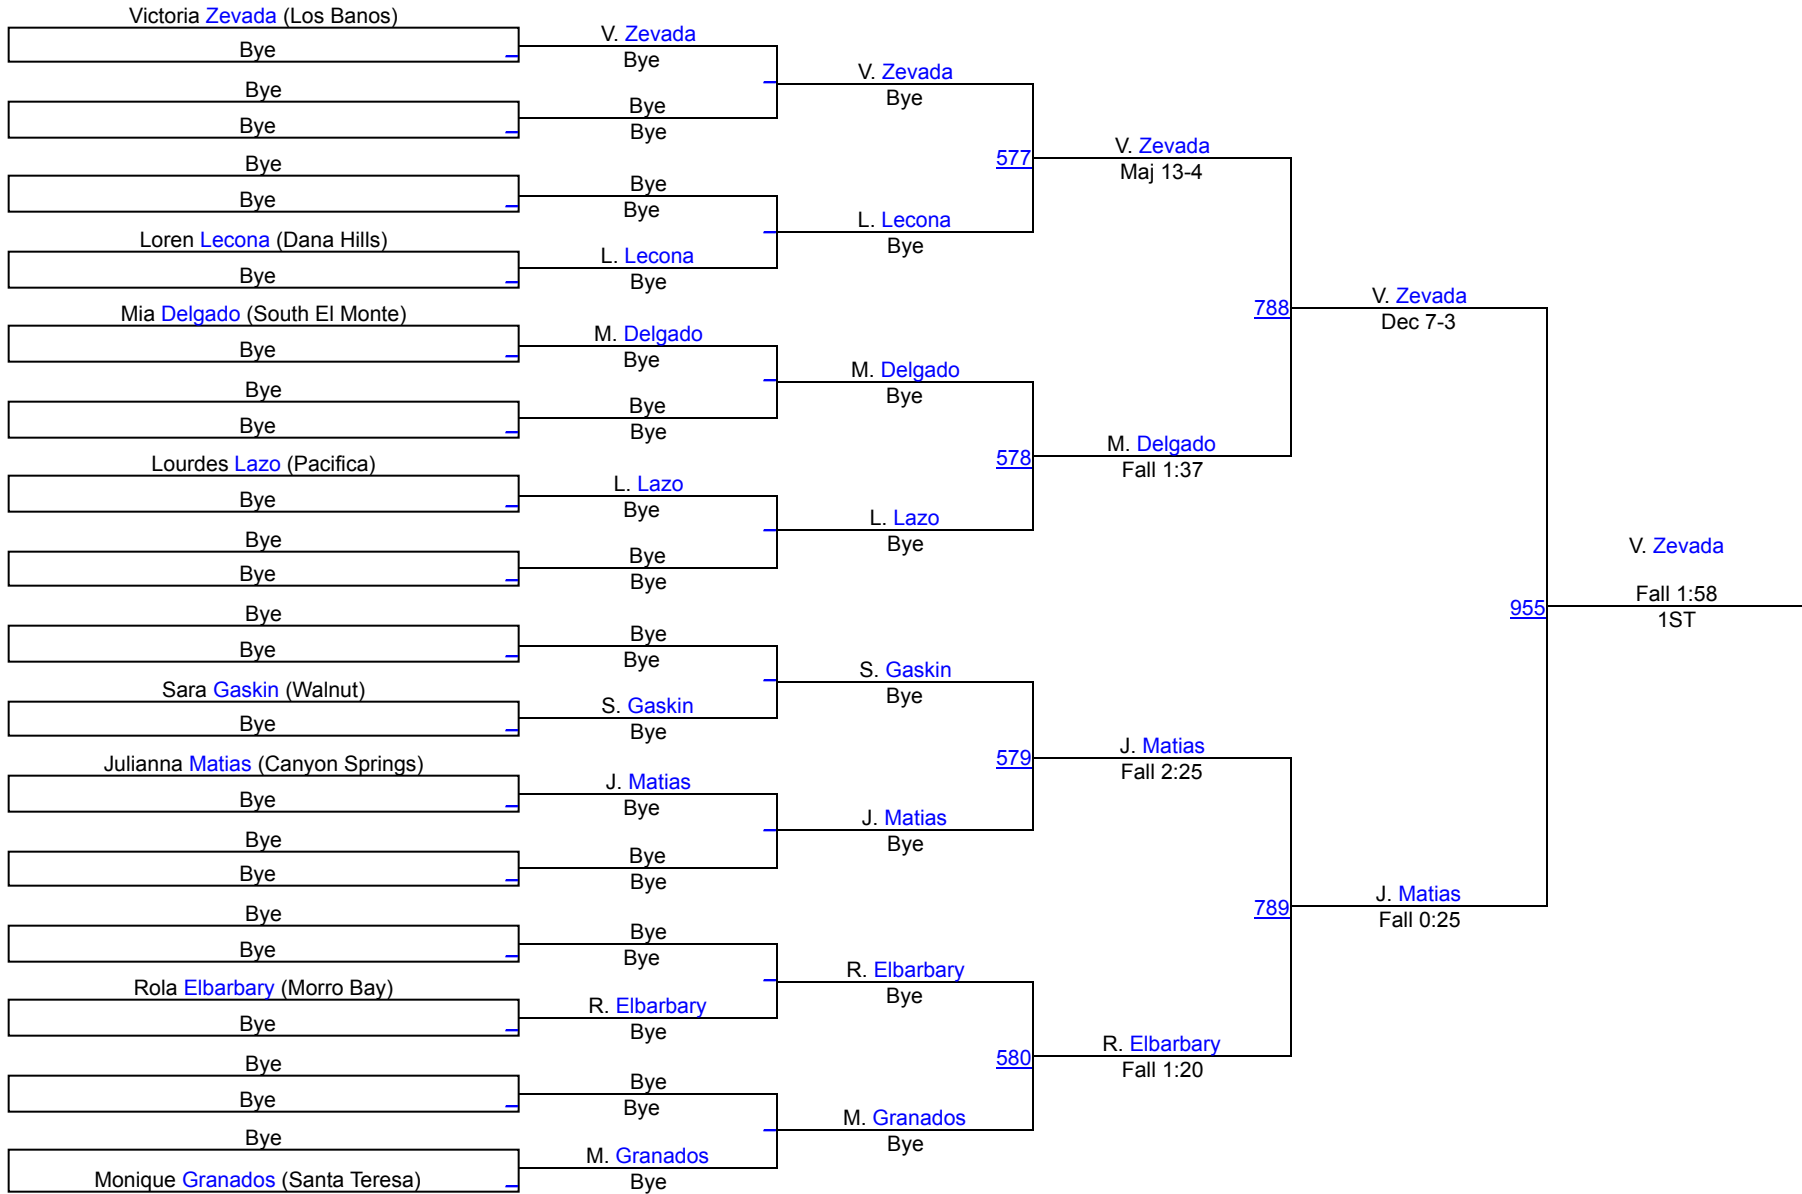 Victoria Zevada (Los Banos)
Bye
Bye
Bye
Bye
Bye
Loren Lecona (Dana Hills)
Bye
Mia Delgado (South El Monte)
Bye
Bye
Bye
Lourdes Lazo (Pacifica)
Bye
Bye
Bye
Bye
Bye
Sara Gaskin (Walnut)
Bye
Julianna Matias (Canyon Springs)
Bye
Bye
Bye
Bye
Bye
Rola Elbarbary (Morro Bay)
Bye
Bye
Bye
Bye
Monique Granados (Santa Teresa)
V. Zevada
Bye
Bye
Bye
Bye
Bye
L. Lecona
Bye
M. Delgado
Bye
Bye
Bye
L. Lazo
Bye
Bye
Bye
Bye
Bye
S. Gaskin
Bye
J. Matias
Bye
Bye
Bye
Bye
Bye
R. Elbarbary
Bye
Bye
Bye
M. Granados
Bye
V. Zevada
Bye
577
L. Lecona
Bye
M. Delgado
Bye
578
L. Lazo
Bye
S. Gaskin
Bye
579
J. Matias
Bye
R. Elbarbary
Bye
580
M. Granados
Bye
V. Zevada
Maj 13-4
788
M. Delgado
Fall 1:37
J. Matias
Fall 2:25
789
R. Elbarbary
Fall 1:20
V. Zevada
Dec 7-3
955
J. Matias
Fall 0:25
V. Zevada
Fall 1:58
1ST